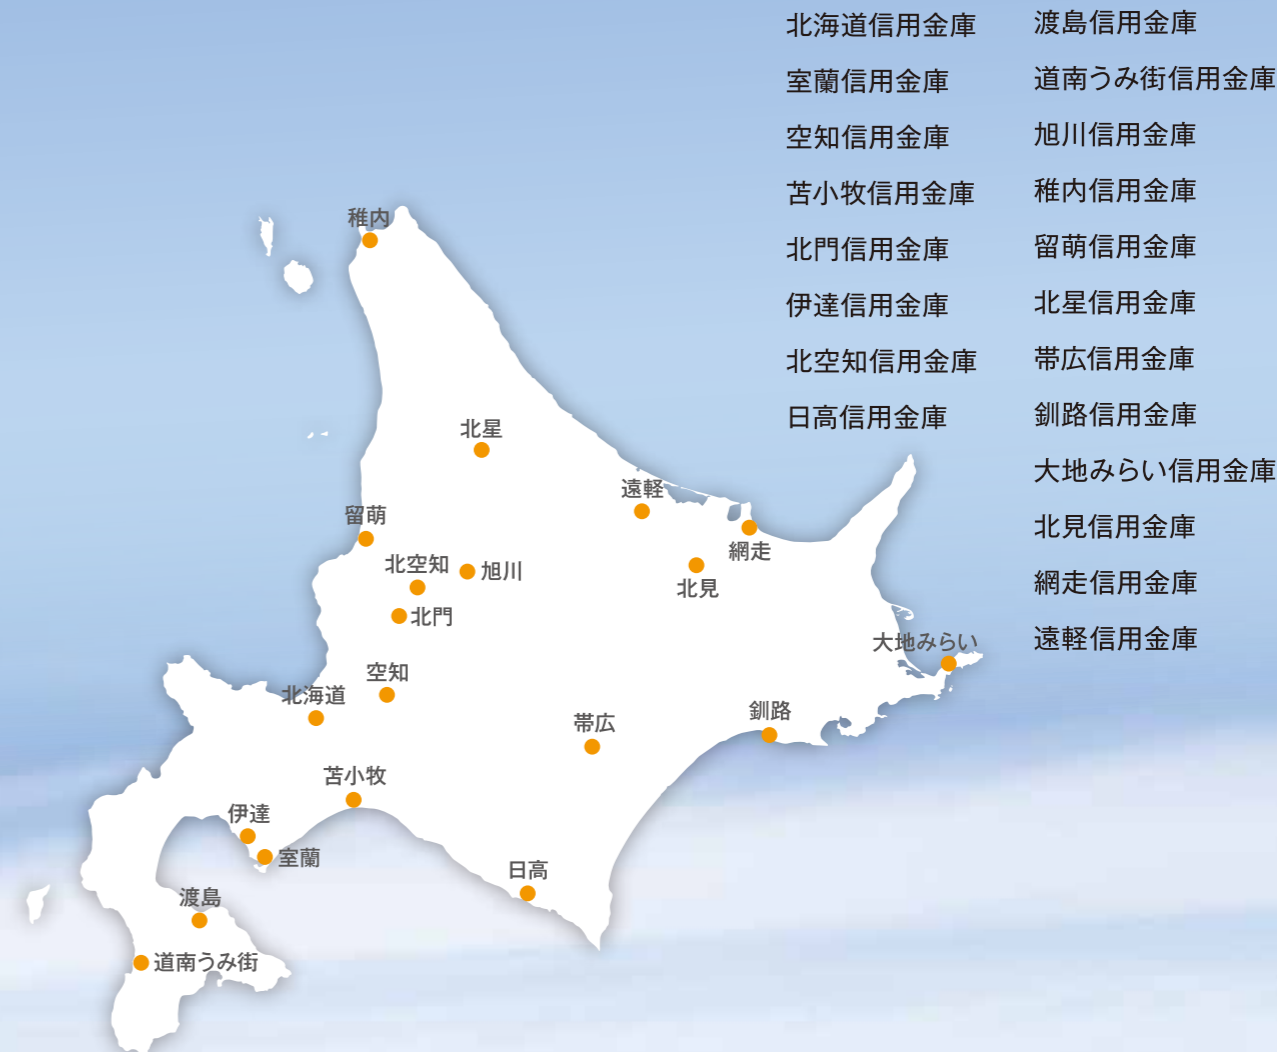 北海道信用金庫
室蘭信用金庫
空知信用金庫
苫小牧信用金庫
北門信用金庫
伊達信用金庫
北空知信用金庫
日高信用金庫
渡島信用金庫
道南うみ街信用金庫
旭川信用金庫
稚内信用金庫
留萌信用金庫
北星信用金庫
帯広信用金庫
釧路信用金庫
大地みらい信用金庫
北見信用金庫
網走信用金庫
遠軽信用金庫
稚内
北星
遠軽
留萌
網走
北空知
旭川
北見
北門
大地みらい
空知
北海道
釧路
帯広
苫小牧
伊達
室蘭
日高
渡島
道南うみ街